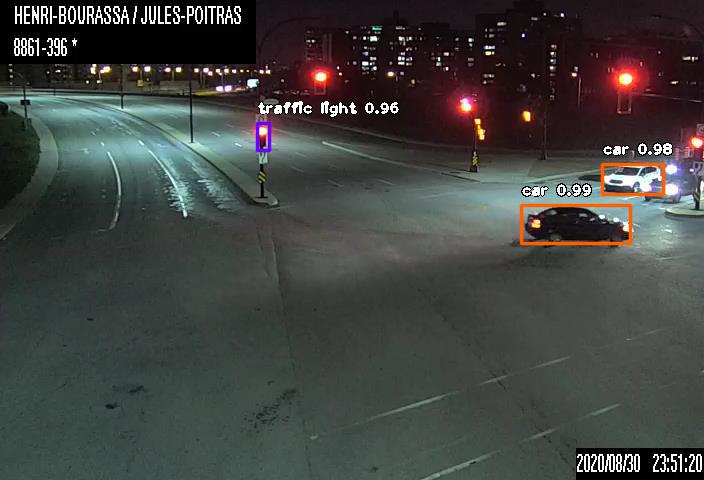 HENRI-BOURASSA / JULES-POITRAS
8861-396 *
traffic light 0.96
car 0.98
car 0.99
2020/08/30 23:51:20